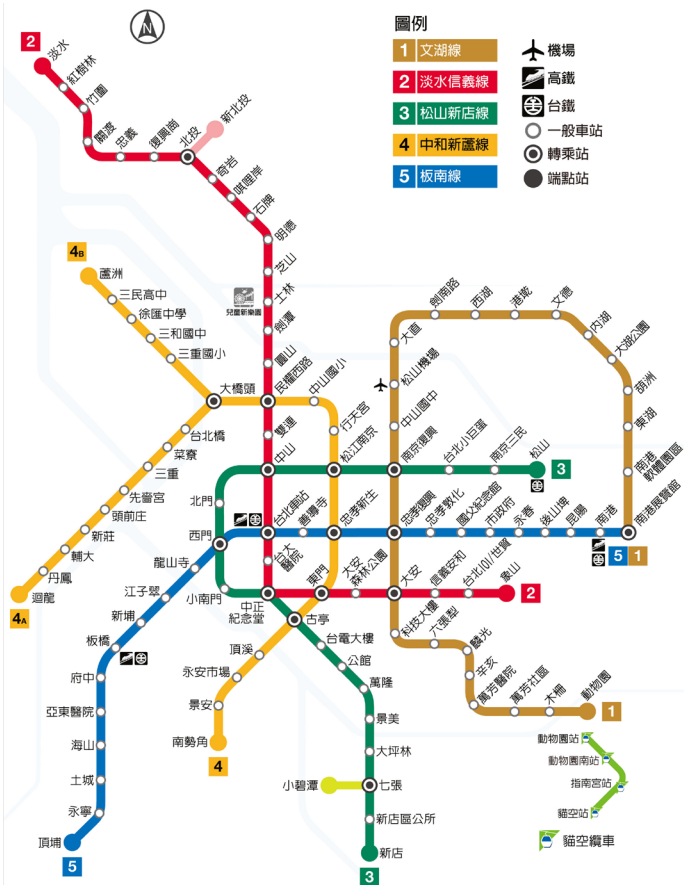 N
圖例
1 文湖線
2 淡水信義線
3 松山新店線
4 中和新蘆線
5 板南線
機場
高鐵
台鐵
一般車站
轉乘站
端點站
2
淡水
紅樹林
竹圍
關渡
忠義
復興崗
北投
新北投
奇岩
唭哩岸
石牌
明德
芝山
士林
兒童新樂園
劍潭
圓山
民權西路
雙連
中山
台北車站
台大
醫院
中正
紀念堂
東門
大安
森林公園
大安
信義安和
台北101/世貿
象山
2
4B
蘆洲
三民高中
徐匯中學
三和國中
三重國小
大橋頭
台北橋
菜寮
三重
先嗇宮
頭前庄
新莊
輔大
丹鳳
迴龍
4A
中山國小
行天宮
松江南京
忠孝新生
古亭
頂溪
永安市場
景安
南勢角
4
劍南路
西湖
港墘
文德
內湖
大湖公園
葫洲
東湖
南港
軟體園區
南港展覽館
5 1
大直
松山機場
中山國中
南京復興
忠孝復興
科技大樓
六張犁
麟光
辛亥
萬芳醫院
萬芳社區
木柵
動物園
1
台北小巨蛋
南京三民
松山
3
北門
西門
小南門
台電大樓
公館
萬隆
景美
大坪林
七張
小碧潭
新店區公所
新店
3
善導寺
忠孝敦化
國父紀念館
市政府
永春
後山埤
昆陽
南港
龍山寺
江子翠
新埔
板橋
府中
亞東醫院
海山
土城
永寧
頂埔
5
動物園站
動物園南站
指南宮站
貓空站
貓空纜車